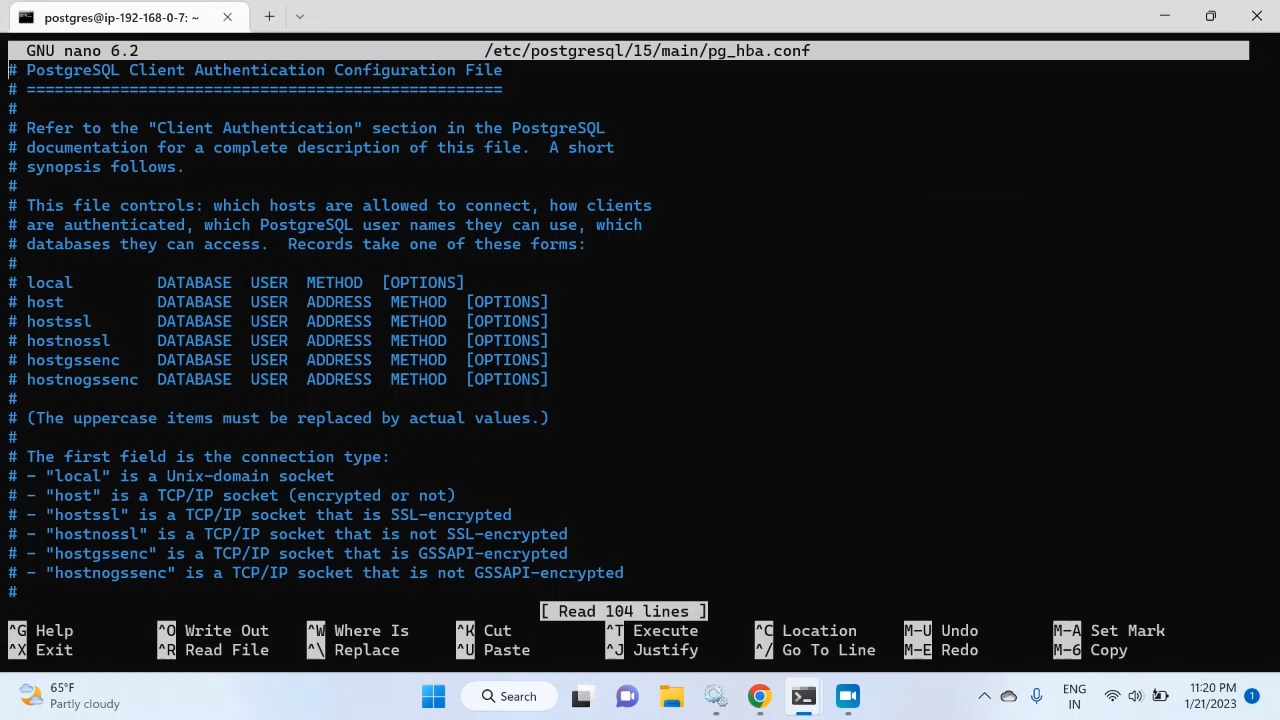 postgres@ip-192-168-0-7: ~
GNU nano 6.2 /etc/postgresql/15/main/pg_hba.conf
# PostgreSQL Client Authentication Configuration File
# ===================================================
#
# Refer to the "Client Authentication" section in the PostgreSQL
# documentation for a complete description of this file.  A short
# synopsis follows.
#
# This file controls: which hosts are allowed to connect, how clients
# are authenticated, which PostgreSQL user names they can use, which
# databases they can access.  Records take one of these forms:
#
# local         DATABASE  USER  METHOD  [OPTIONS]
# host          DATABASE  USER  ADDRESS  METHOD  [OPTIONS]
# hostssl       DATABASE  USER  ADDRESS  METHOD  [OPTIONS]
# hostnossl     DATABASE  USER  ADDRESS  METHOD  [OPTIONS]
# hostgssenc    DATABASE  USER  ADDRESS  METHOD  [OPTIONS]
# hostnogssenc  DATABASE  USER  ADDRESS  METHOD  [OPTIONS]
#
# (The uppercase items must be replaced by actual values.)
#
# The first field is the connection type:
# - "local" is a Unix-domain socket
# - "host" is a TCP/IP socket (encrypted or not)
# - "hostssl" is a TCP/IP socket that is SSL-encrypted
# - "hostnossl" is a TCP/IP socket that is not SSL-encrypted
# - "hostgssenc" is a TCP/IP socket that is GSSAPI-encrypted
# - "hostnogssenc" is a TCP/IP socket that is not GSSAPI-encrypted
#
[ Read 104 lines ]
^G Help ^O Write Out ^W Where Is ^K Cut ^T Execute ^C Location M-U Undo M-A Set Mark
^X Exit ^R Read File ^\ Replace ^U Paste ^J Justify ^/ Go To Line M-E Redo M-6 Copy
65°F
Partly cloudy
Search
ENG
IN
11:20 PM
1/21/2023
1